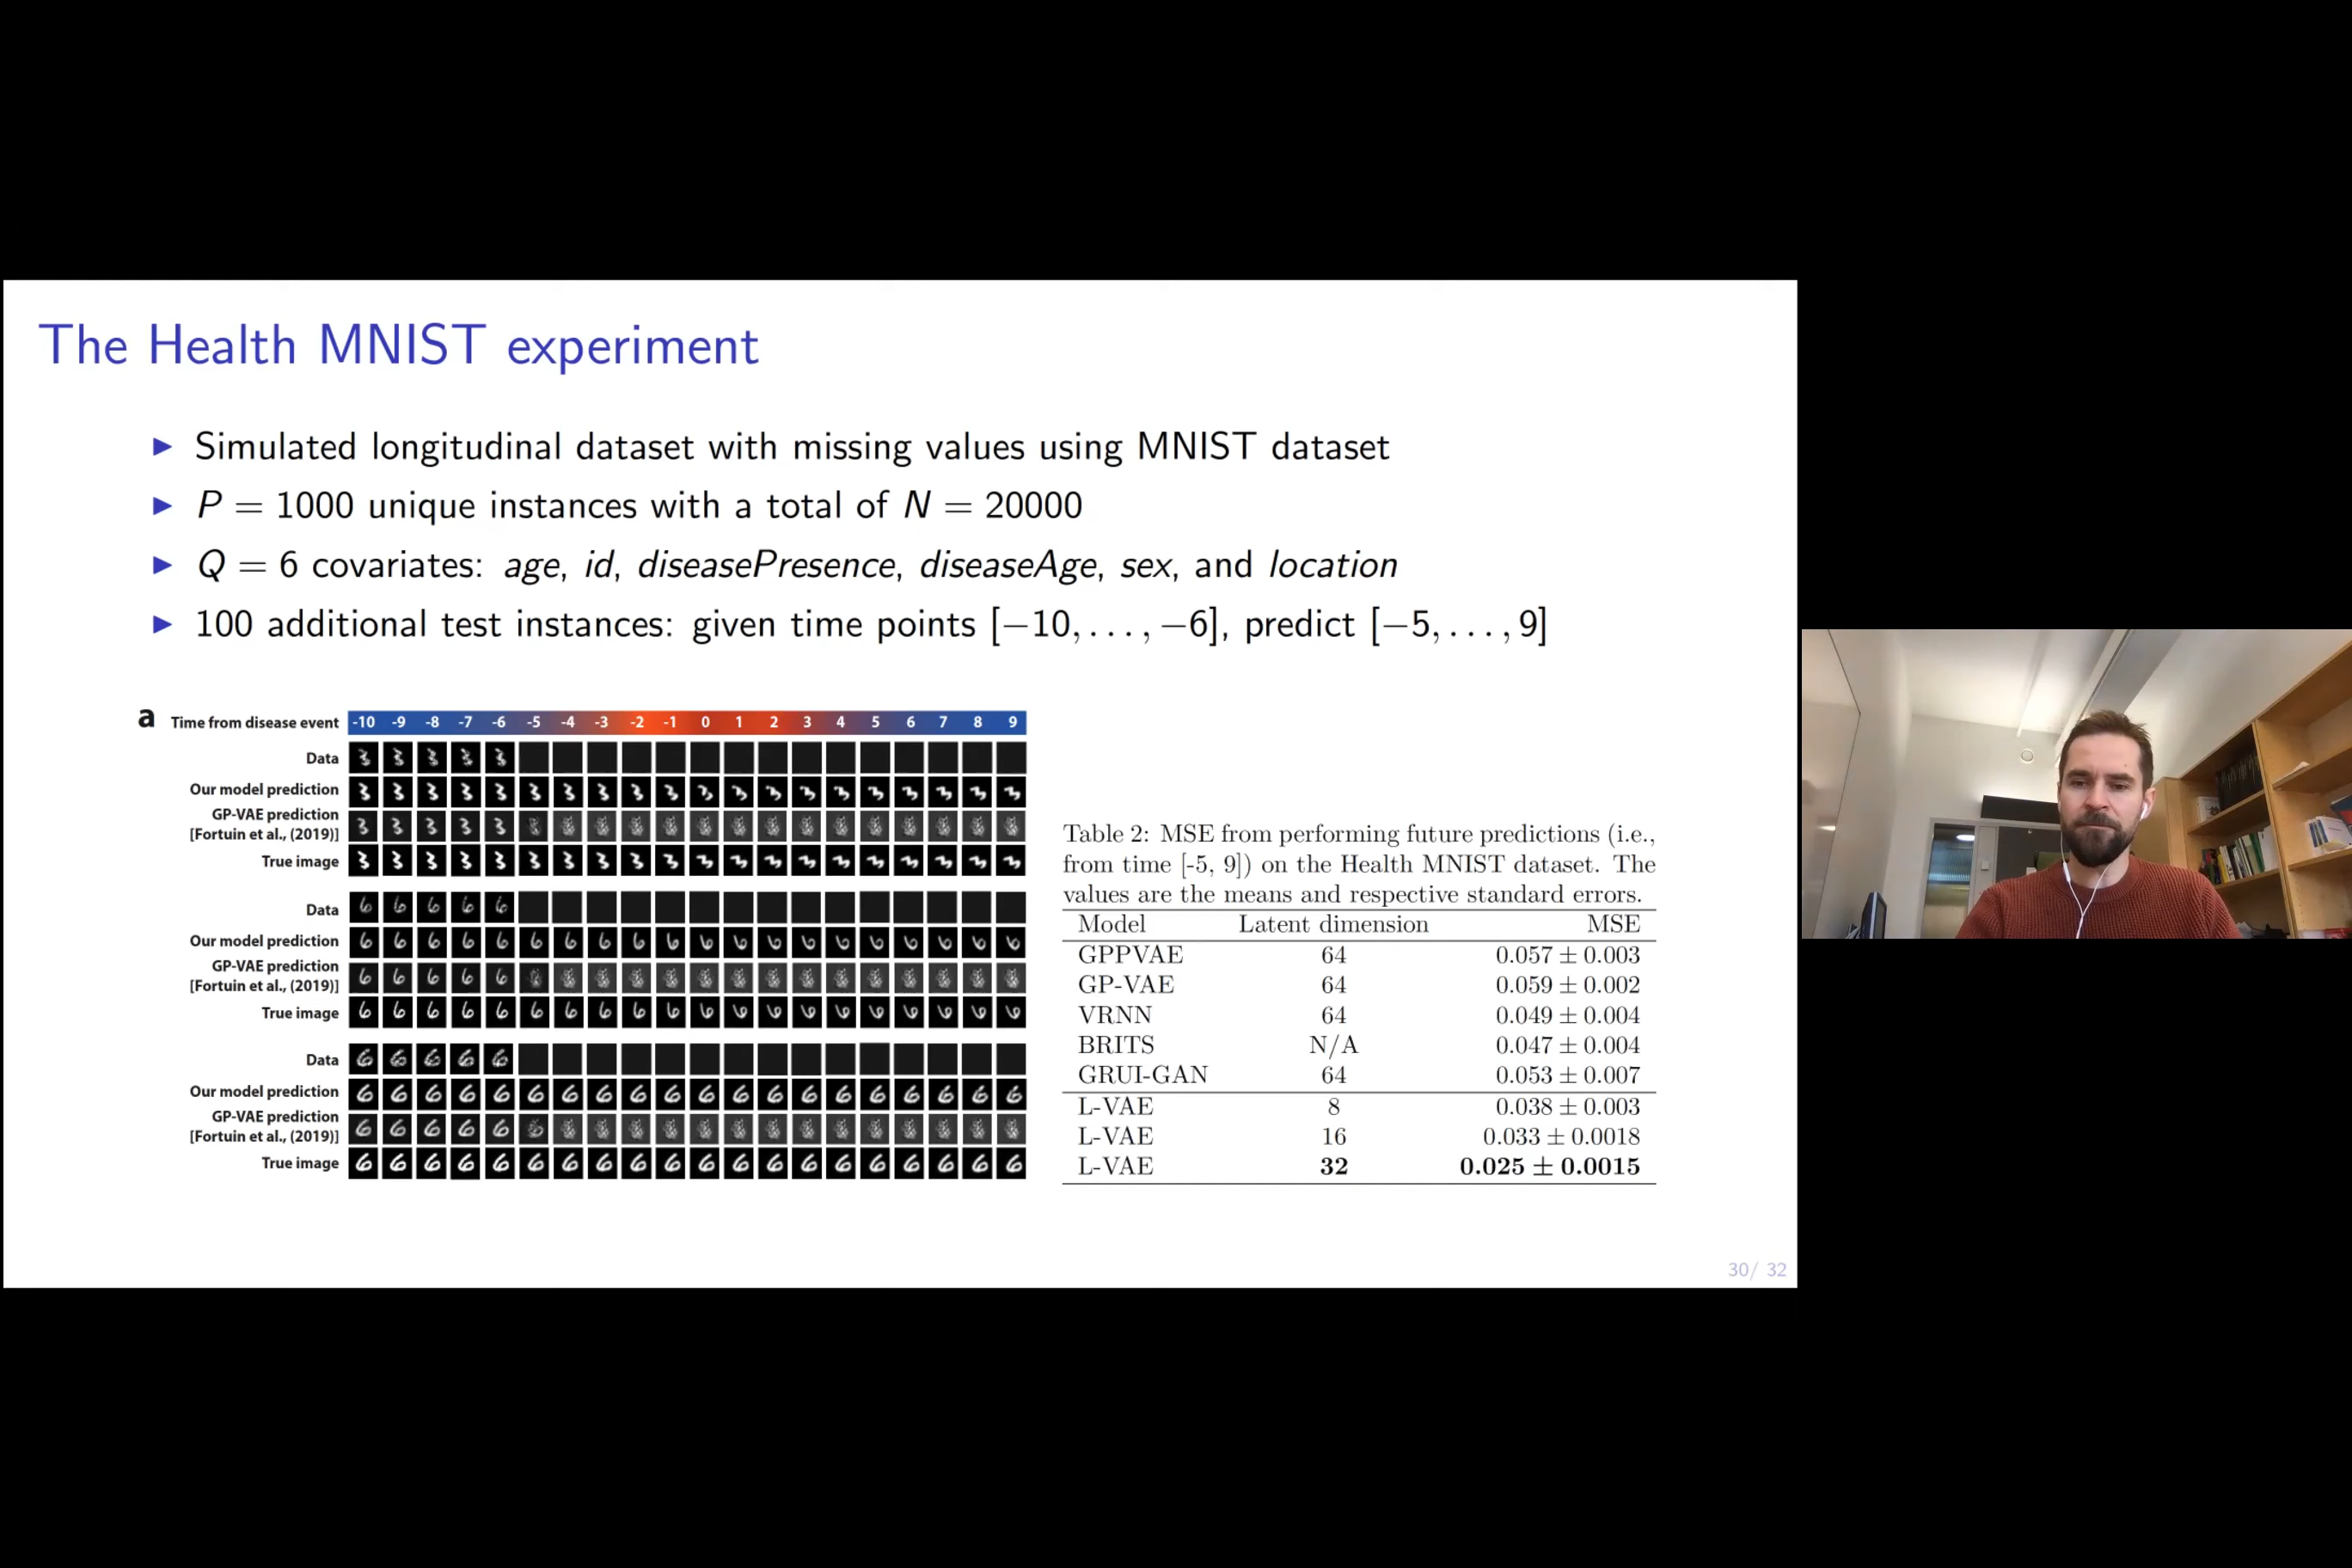 The Health MNIST experiment
▶ Simulated longitudinal dataset with missing values using MNIST dataset
▶ P = 1000 unique instances with a total of N = 20000
▶ Q = 6 covariates: age, id, diseasePresence, diseaseAge, sex, and location
▶ 100 additional test instances: given time points [−10, . . . , −6], predict [−5, . . . , 9]
a Time from disease event -10 -9 -8 -7 -6 -5 -4 -3 -2 -1 0 1 2 3 4 5 6 7 8 9
Data
Our model prediction
GP-VAE prediction
[Fortuin et al., (2019)]
True image
Data
Our model prediction
GP-VAE prediction
[Fortuin et al., (2019)]
True image
Data
Our model prediction
GP-VAE prediction
[Fortuin et al., (2019)]
True image
Table 2: MSE from performing future predictions (i.e.,
from time [-5, 9]) on the Health MNIST dataset. The
values are the means and respective standard errors.
Model Latent dimension MSE
GPPVAE 64 0.057 ± 0.003
GP-VAE 64 0.059 ± 0.002
VRNN 64 0.049 ± 0.004
BRITS N/A 0.047 ± 0.004
GRUI-GAN 64 0.053 ± 0.007
L-VAE 8 0.038 ± 0.003
L-VAE 16 0.033 ± 0.0018
L-VAE 32 0.025 ± 0.0015
30/ 32